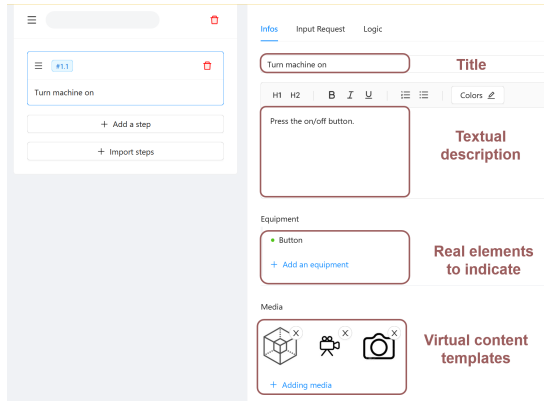 Infos Input Request Logic
#1.1
Turn machine on
+ Add a step
+ Import steps
Turn machine on
Title
H1 H2 B I U Colors
Press the on/off button.
Textual
description
Equipment
Button
+ Add an equipment
Real elements
to indicate
Media
X X X
Virtual content
templates
+ Adding media